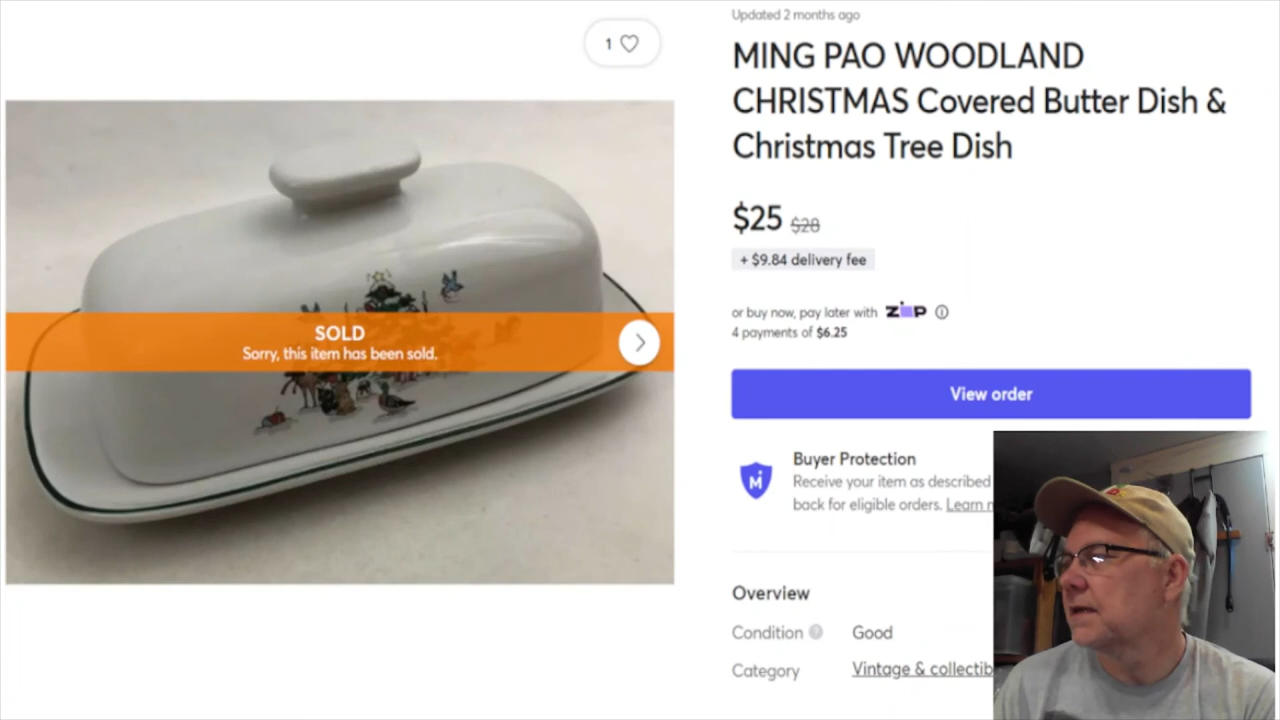 1
SOLD
Sorry, this item has been sold.
Updated 2 months ago
MING PAO WOODLAND
CHRISTMAS Covered Butter Dish &
Christmas Tree Dish
$25 $28
+ $9.84 delivery fee
or buy now, pay later with ZIP
4 payments of $6.25
View order
M
Buyer Protection
Receive your item as described
back for eligible orders. Learn
Overview
Condition ? Good
Category Vintage &